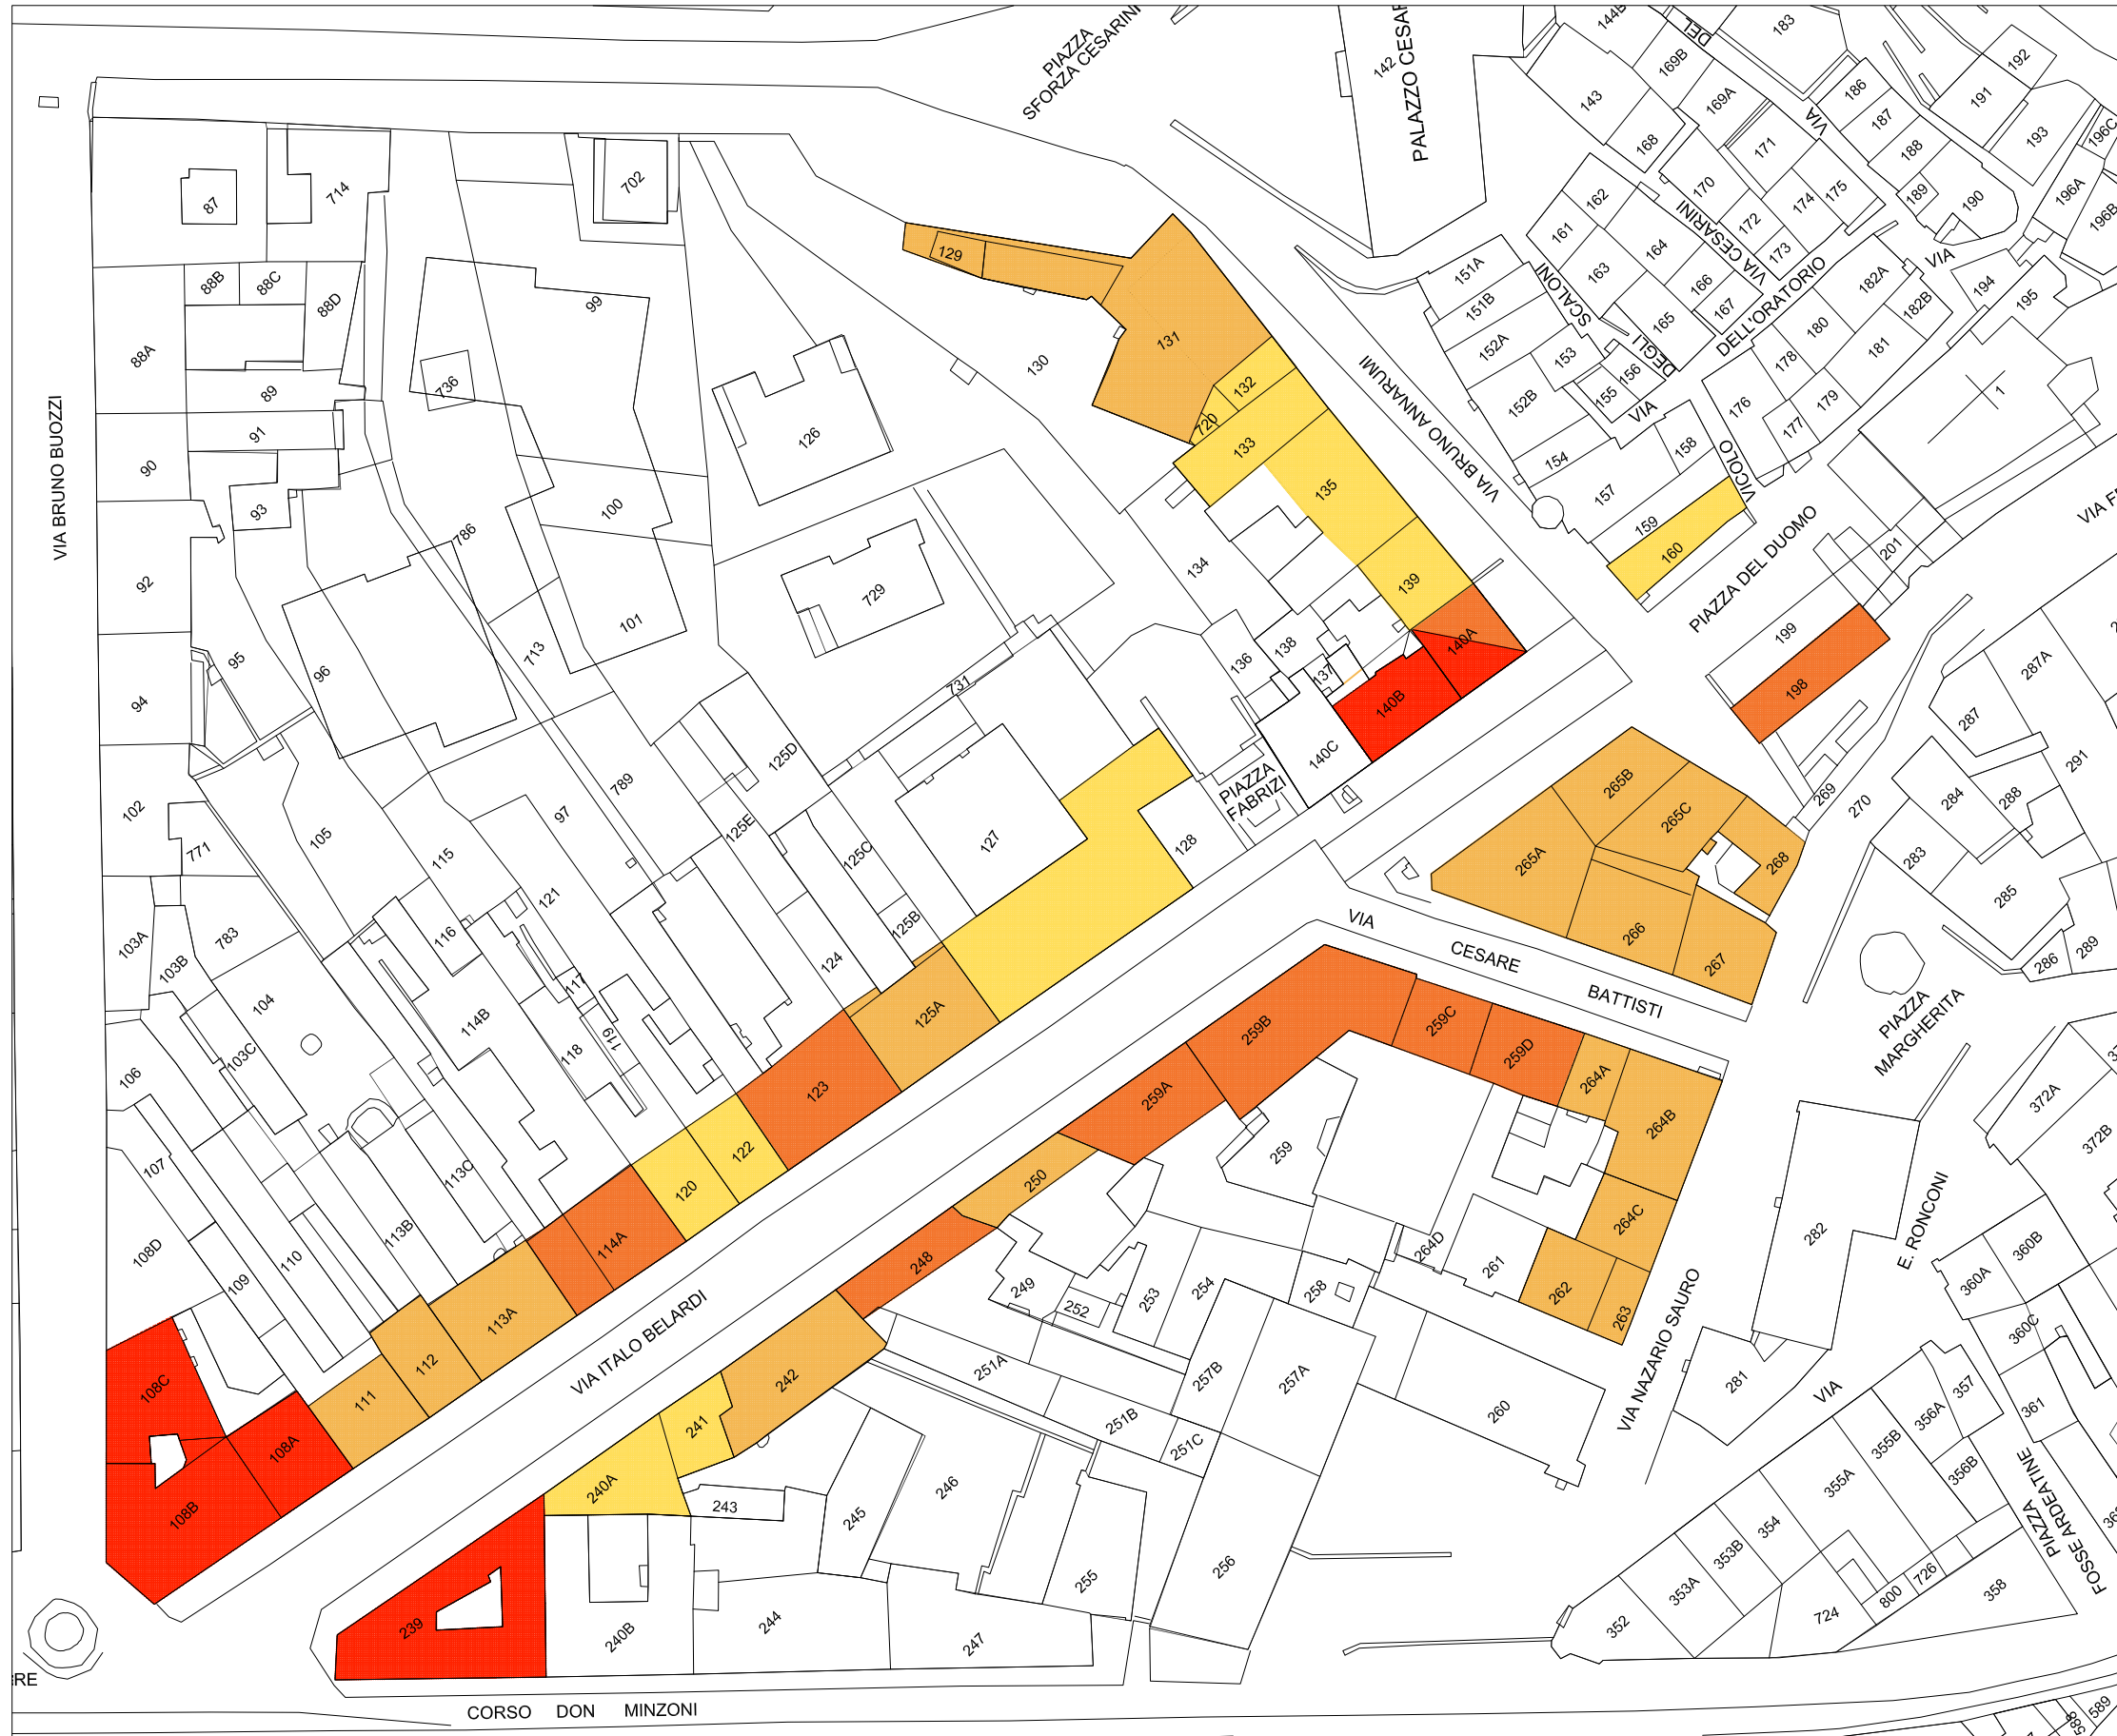 PIAZZA
SFORZA CESARINI
142
PALAZZO CESAR
144B
DEL
183
169B
143
169A
168
171
VIA
186
187
188
189
190
191
192
193
196C
196A
196B
VIA BRUNO BUOZZI
87
714
702
88A
88B
88C
88D
99
736
89
91
90
93
92
95
94
96
786
100
101
713
126
729
731
129
130
131
132
720
133
135
134
139
136
138
137
140A
140B
140C
VIA BRUNO ANNARUMI
151A
151B
152A
152B
153
154
155
156
157
158
159
160
161
162
163
164
165
166
167
170
172
173
174
175
VIA CESARINI
SCALONI
DEGLI
VIA
DELL'ORATORIO
VICOLO
176
177
178
179
180
181
182A
182B
VIA
194
195
1
PIAZZA DEL DUOMO
201
199
198
VIA F
102
771
105
103A
103B
783
104
103C
106
107
108D
109
110
108C
108A
108B
111
112
113A
113B
113C
114A
114B
115
116
117
118
119
120
121
122
97
789
123
124
125A
125B
125C
125D
125E
127
128
PIAZZA
FABRIZI
VIA ITALO BELARDI
VIA
CESARE
BATTISTI
265A
265B
265C
266
267
268
269
270
283
284
285
286
287
287A
288
289
291
PIAZZA
MARGHERITA
259B
259A
259C
259D
259
264A
264B
264C
264D
261
262
263
250
248
249
252
253
254
258
242
241
240A
239
240B
243
244
245
246
247
251A
251B
251C
255
256
257A
257B
260
VIA NAZARIO SAURO
282
E. RONCONI
281
VIA
372A
372B
360A
360B
360C
361
357
356A
356B
355B
355A
354
353B
353A
352
800
726
724
358
PIAZZA
FOSSE ARDEATINE
589
588
CORSO DON MINZONI
RE